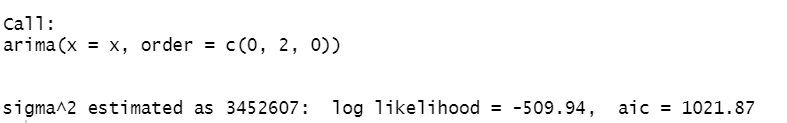 Call:
arima(x = x, order = c(0, 2, 0))
sigma^2 estimated as 3452607:  log likelihood = -509.94,  aic = 1021.87